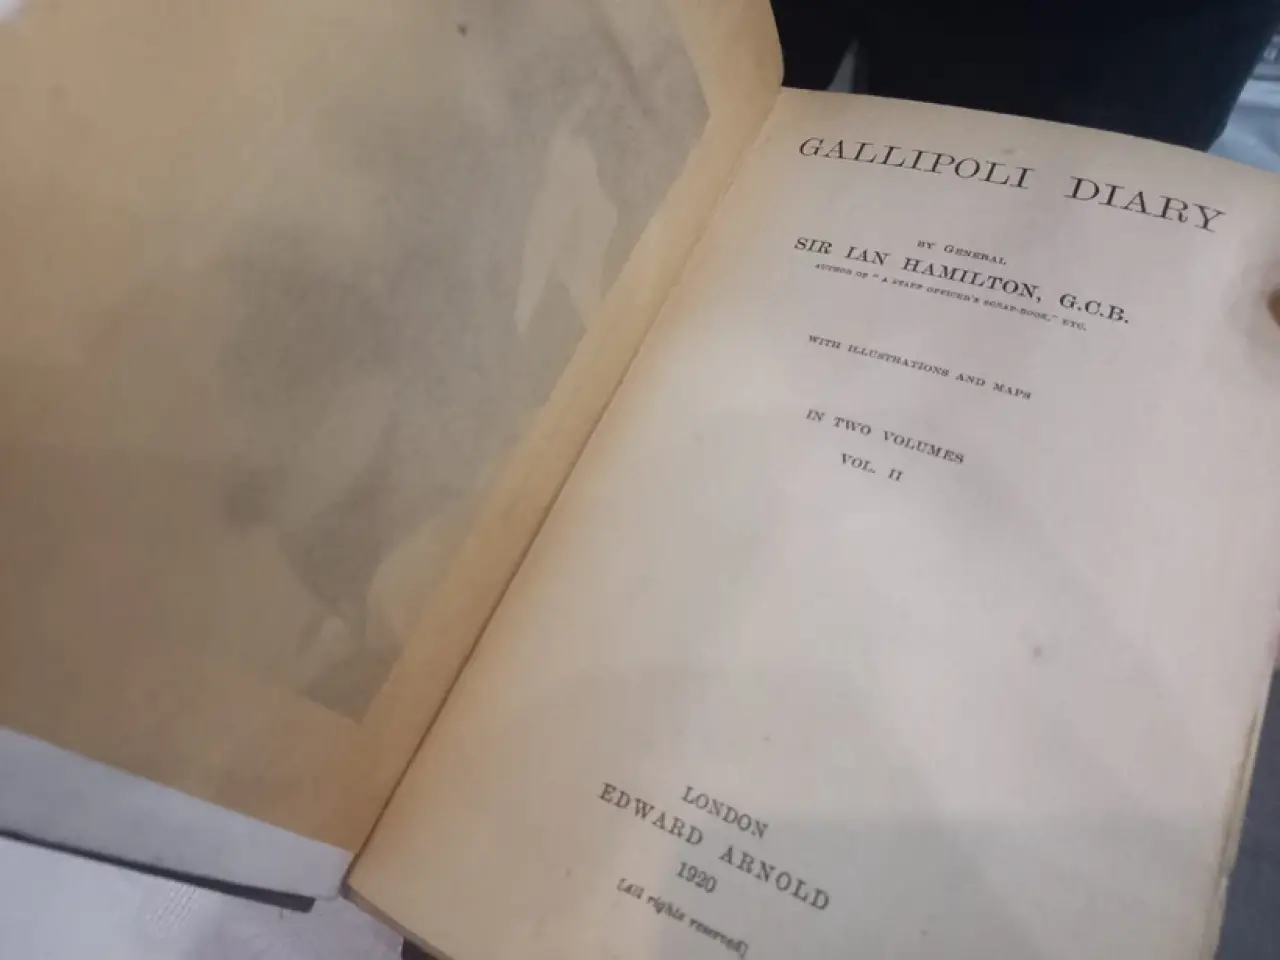 GALLIPOLI DIARY
BY GENERAL
SIR IAN HAMILTON, G.C.B.
AUTHOR OF "A STAFF OFFICER'S SCRAP-BOOK," ETC.
WITH ILLUSTRATIONS AND MAPS
IN TWO VOLUMES
VOL. II
LONDON
EDWARD ARNOLD
1920
[All rights reserved]